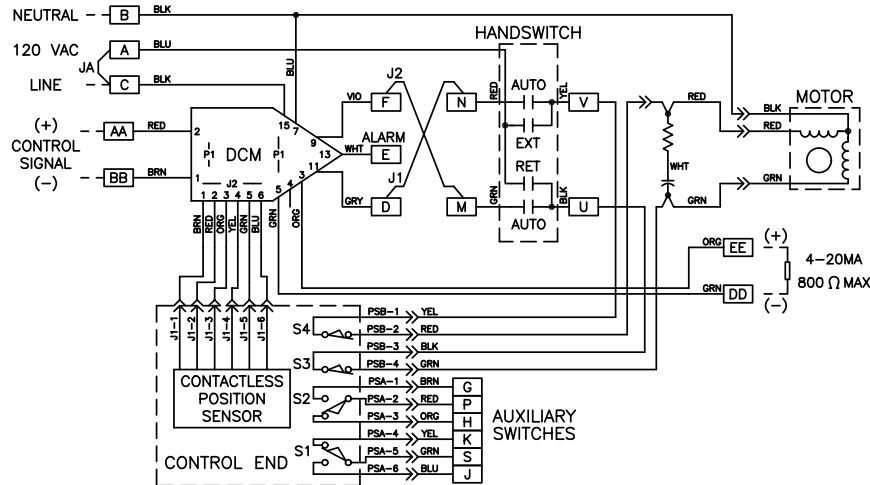 NEUTRAL
B
BLK
120 VAC
A
BLU
JA
LINE
C
BLK
BLU
(+)
CONTROL
SIGNAL
(-)
AA
RED
BB
BRN
2
1
P1
DCM
P1
J2
1 2 3 4 5 6
15
7
9
13
11
3
4
5
VIO
F
J2
WHT
ALARM
E
GRY
D
J1
N
M
HANDSWITCH
RED
AUTO
YEL
V
EXT
RET
GRN
AUTO
BLK
U
RED
WHT
GRN
MOTOR
BLK
RED
GRN
BRN
RED
ORG
YEL
GRN
BLU
GRN
ORG
ORG
EE
(+)
4-20MA
800 Ω MAX
GRN
DD
(-)
J1-1
J1-2
J1-3
J1-4
J1-5
J1-6
CONTACTLESS
POSITION
SENSOR
CONTROL END
S4
S3
S2
S1
PSB-1 YEL
PSB-2 RED
PSB-3 BLK
PSB-4 GRN
PSA-1 BRN G
PSA-2 RED P
PSA-3 ORG H
PSA-4 YEL K
PSA-5 GRN S
PSA-6 BLU J
AUXILIARY
SWITCHES